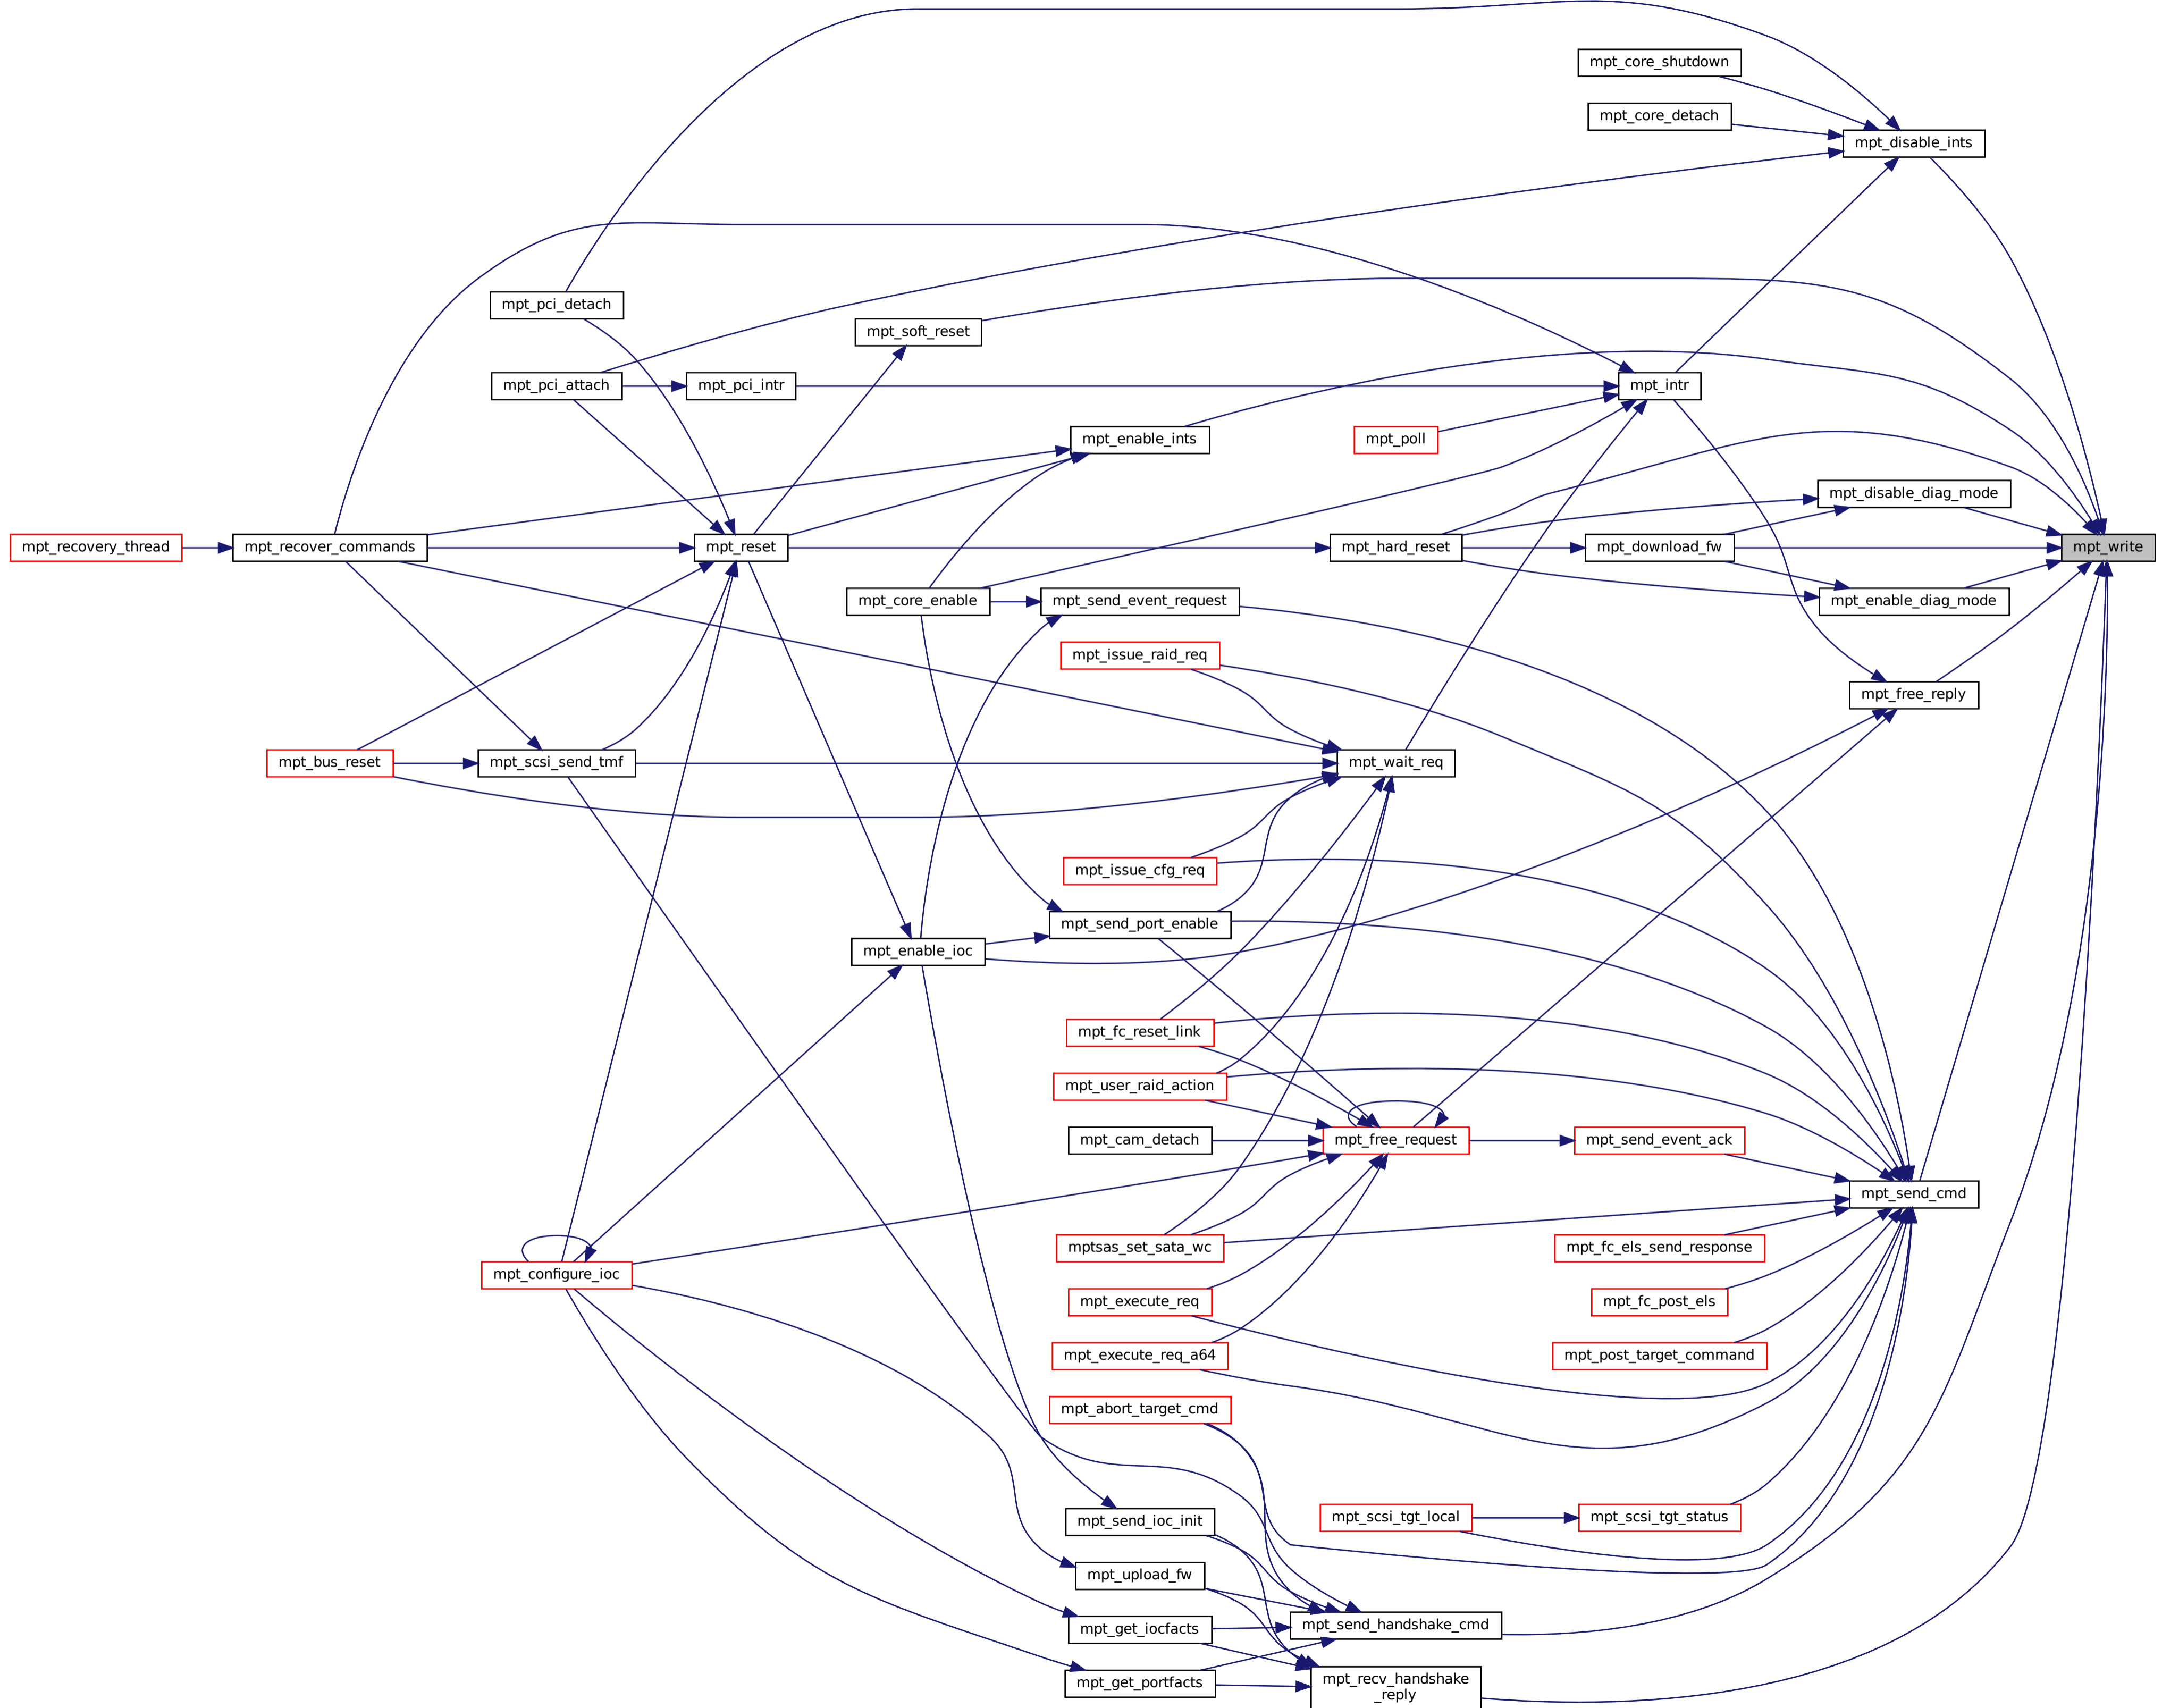 mpt_core_shutdown
mpt_core_detach
mpt_disable_ints
mpt_pci_detach
mpt_soft_reset
mpt_pci_attach
mpt_pci_intr
mpt_intr
mpt_enable_ints
mpt_poll
mpt_disable_diag_mode
mpt_recovery_thread
mpt_recover_commands
mpt_reset
mpt_hard_reset
mpt_download_fw
mpt_write
mpt_core_enable
mpt_send_event_request
mpt_enable_diag_mode
mpt_issue_raid_req
mpt_free_reply
mpt_bus_reset
mpt_scsi_send_tmf
mpt_wait_req
mpt_issue_cfg_req
mpt_send_port_enable
mpt_enable_ioc
mpt_fc_reset_link
mpt_user_raid_action
mpt_cam_detach
mpt_free_request
mpt_send_event_ack
mpt_send_cmd
mptsas_set_sata_wc
mpt_fc_els_send_response
mpt_configure_ioc
mpt_execute_req
mpt_fc_post_els
mpt_execute_req_a64
mpt_post_target_command
mpt_abort_target_cmd
mpt_send_ioc_init
mpt_scsi_tgt_local
mpt_scsi_tgt_status
mpt_upload_fw
mpt_get_iocfacts
mpt_send_handshake_cmd
mpt_get_portfacts
mpt_recv_handshake
_reply